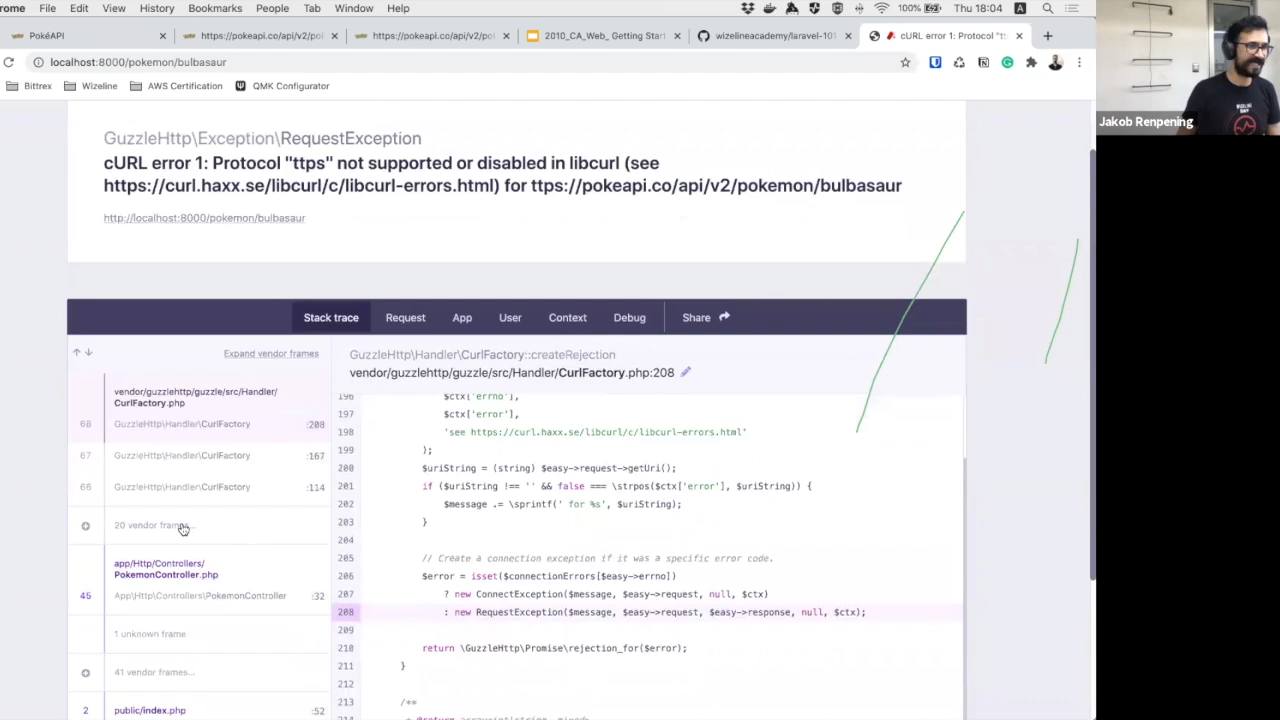 rome File Edit View History Bookmarks People Tab Window Help 100% Thu 18:04 A
PokéAPI https://pokeapi.co/api/v2/pok https://pokeapi.co/api/v2/pok 2010_CA_Web_ Getting Start wizelineacademy/laravel-101 cURL error 1: Protocol "tt
localhost:8000/pokemon/bulbasaur
Bittrex Wizeline AWS Certification QMK Configurator
Jakob Renpening
GuzzleHttp\Exception\RequestException
cURL error 1: Protocol "ttps" not supported or disabled in libcurl (see
https://curl.haxx.se/libcurl/c/libcurl-errors.html) for ttps://pokeapi.co/api/v2/pokemon/bulbasaur
http://localhost:8000/pokemon/bulbasaur
Stack trace Request App User Context Debug Share
Expand vendor frames
vendor/guzzlehttp/guzzle/src/Handler/
CurlFactory.php
68 GuzzleHttp\Handler\CurlFactory :208
67 GuzzleHttp\Handler\CurlFactory :167
66 GuzzleHttp\Handler\CurlFactory :114
20 vendor frames...
app/Http/Controllers/
PokemonController.php
45 App\Http\Controllers\PokemonController :32
1 unknown frame
41 vendor frames...
2 public/index.php :52
GuzzleHttp\Handler\CurlFactory::createRejection
vendor/guzzlehttp/guzzle/src/Handler/CurlFactory.php:208
196 $ctx['errno'],
197 $ctx['error'],
198 'see https://curl.haxx.se/libcurl/c/libcurl-errors.html'
199 );
200 $uriString = (string) $easy->request->getUri();
201 if ($uriString !== '' && false === \strpos($ctx['error'], $uriString)) {
202 $message .= \sprintf(' for %s', $uriString);
203 }
204
205 // Create a connection exception if it was a specific error code.
206 $error = isset($connectionErrors[$easy->errno])
207 ? new ConnectException($message, $easy->request, null, $ctx)
208 : new RequestException($message, $easy->request, $easy->response, null, $ctx);
209
210 return \GuzzleHttp\Promise\rejection_for($error);
211 }
212
213 /**